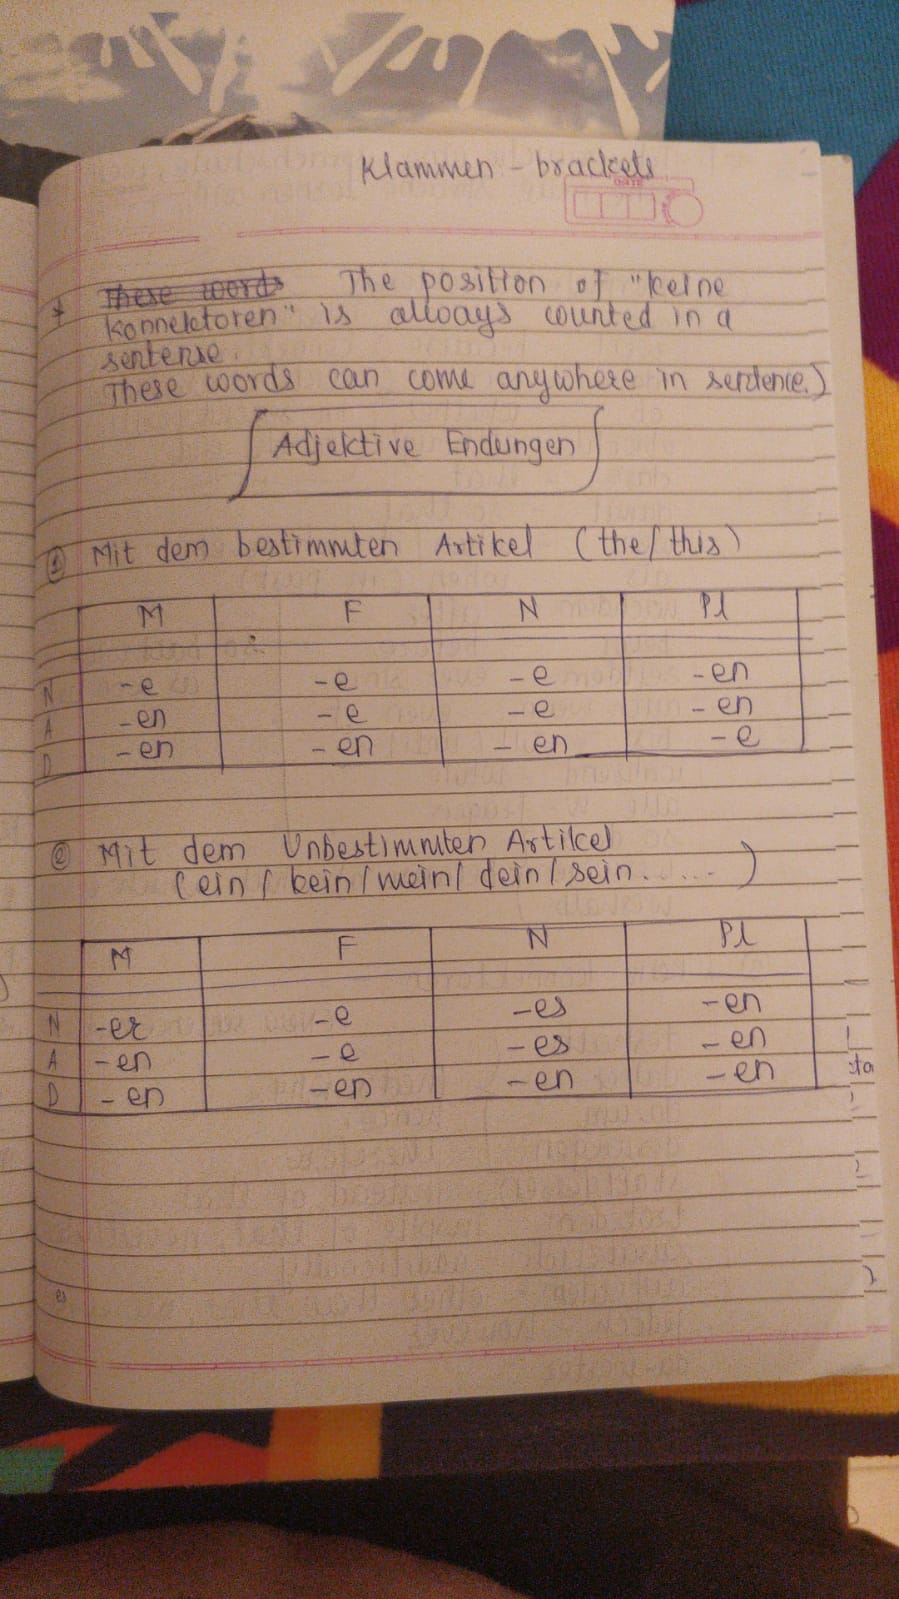 Klammen - brackets
DATE
* These words The position of "keine
Konnektoren" is allways counted in a
sentense.
These words can come anywhere in sentence.)
Adjektive Endungen
① Mit dem bestimmten Artikel (the/this)
M F N Pl
N -e -e -e -en
A -en -e -e -en
D -en -en -en -e
② Mit dem Unbestimmten Artikel
(ein / kein / mein / dein / sein......)
M F N Pl
N -er -e -es -en
A -en -e -es -en
D -en -en -en -en
ta
es